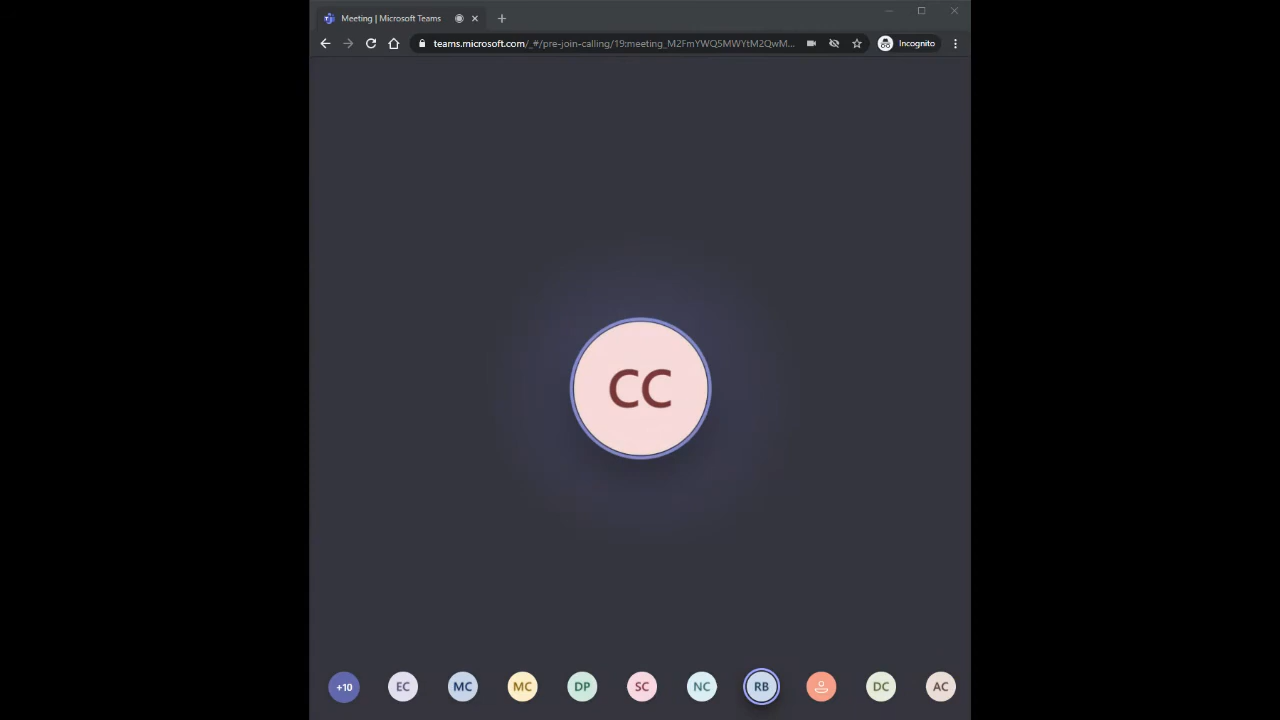 Meeting | Microsoft Teams
teams.microsoft.com/_#/pre-join-calling/19:meeting_M2FmYWQ5MWYtM2QwM...
Incognito
CC
+10 EC MC MC DP SC NC RB DC AC